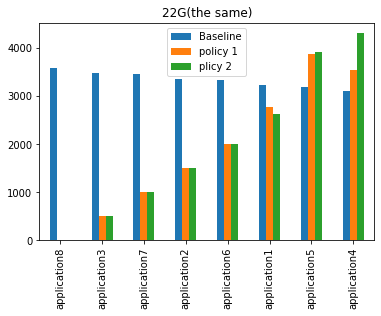 22G(the same)
Baseline
policy 1
plicy 2
4000
3000
2000
1000
0
application8
application3
application7
application2
application6
application1
application5
application4